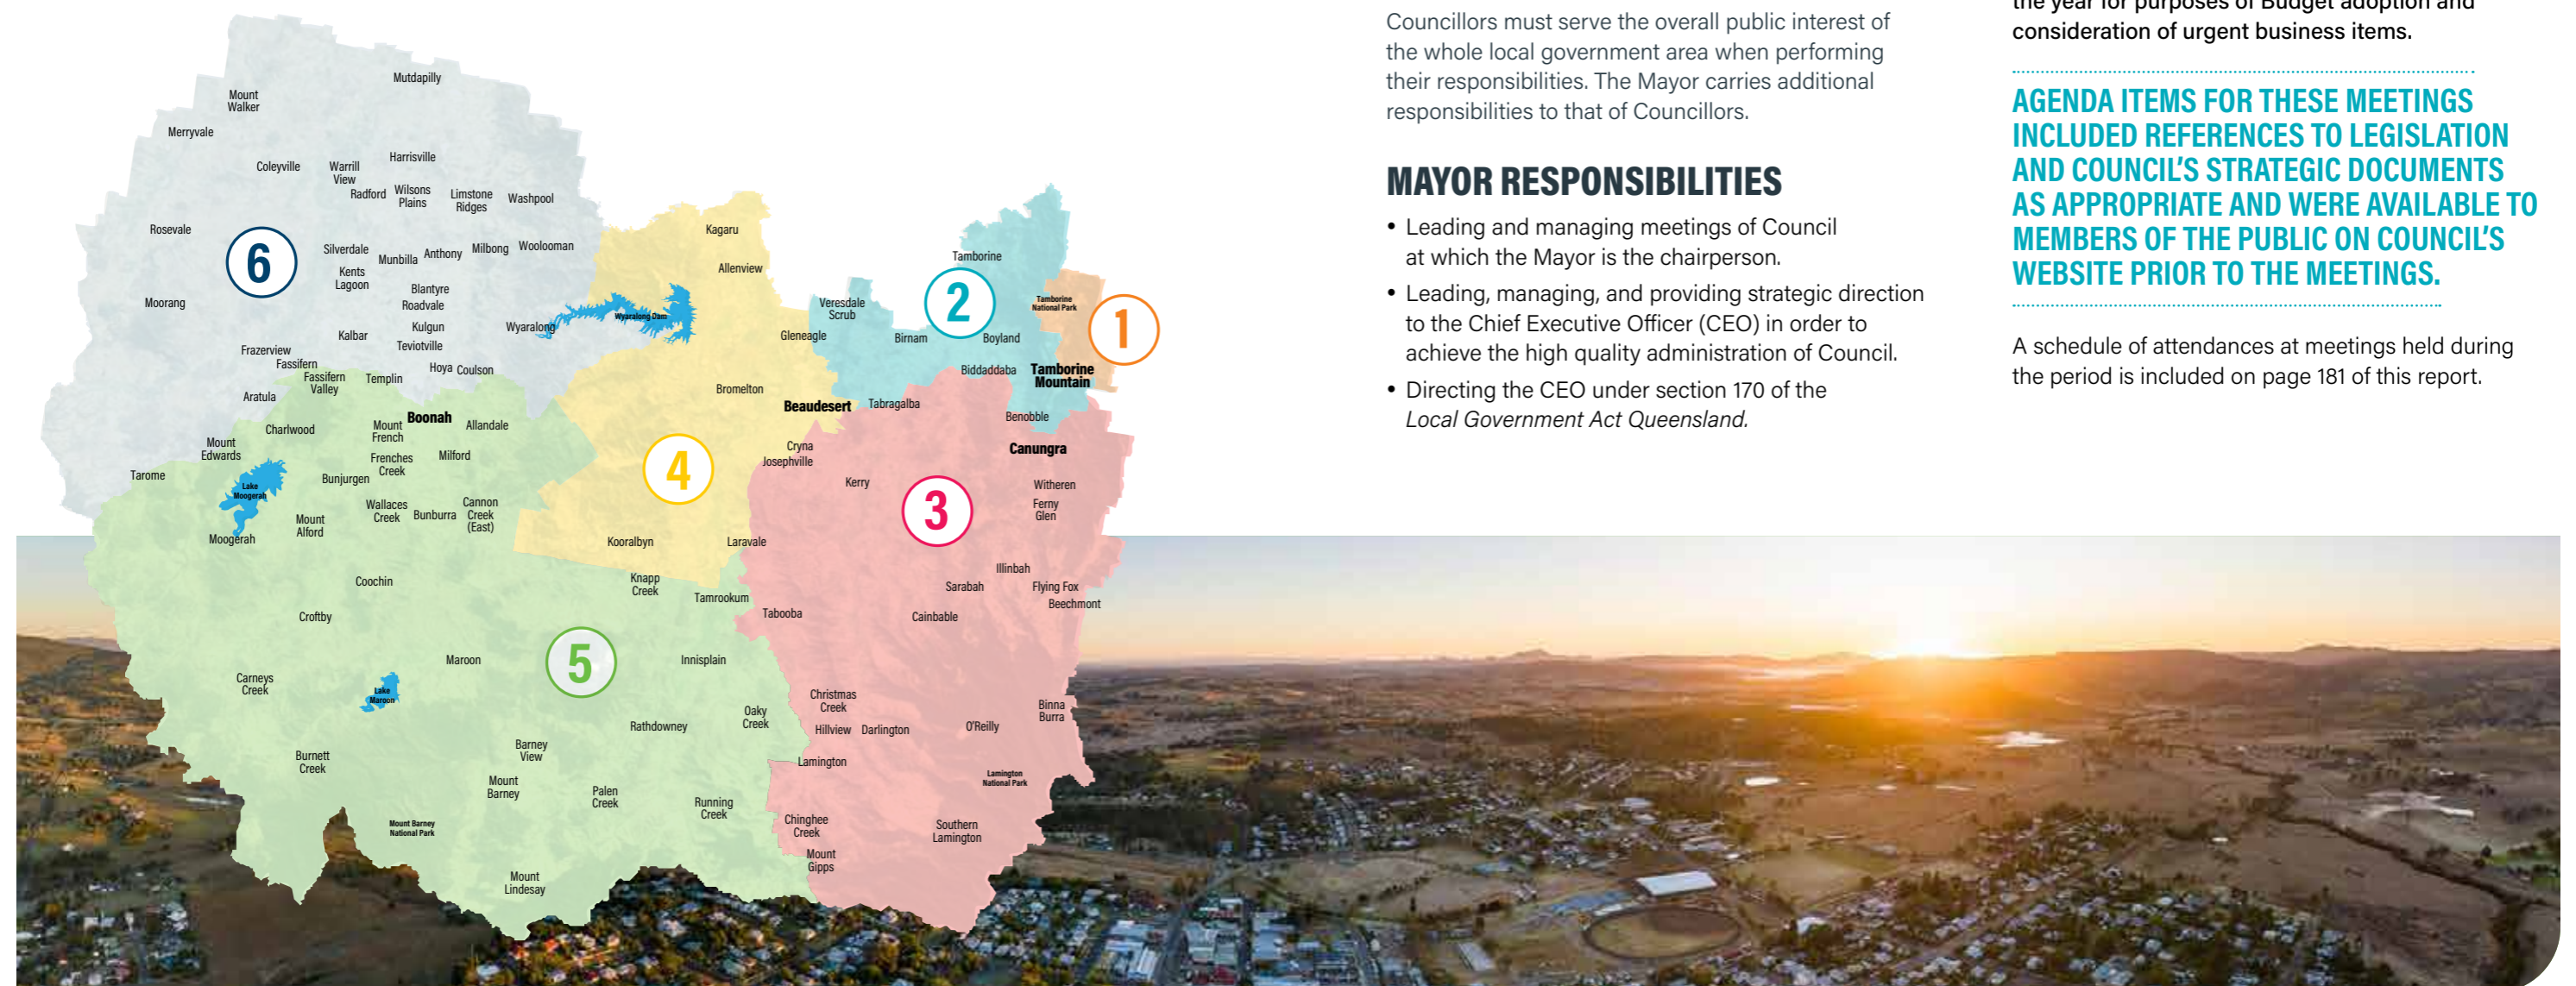 Mutdapilly
Mount
Walker
Merryvale
Coleyville
Warrill
View
Harrisville
Radford
Wilsons
Plains
Limstone
Ridges
Washpool
Rosevale
6
Silverdale
Munbilla
Anthony
Milbong
Woolooman
Kents
Lagoon
Moorang
Blantyre
Roadvale
Kalbar
Kulgun
Teviotville
Wyaralong
Wyaralong Dam
Frazerview
Fassifern
Fassifern
Valley
Templin
Hoya
Coulson
Aratula
Kagaru
Allenview
Gleneagle
Bromelton
Beaudesert
4
Cryna
Josephville
Kooralbyn
Laravale
Tamborine
2
Veresdale
Scrub
Birnam
Boyland
Biddaddaba
Tabragalba
Benobble
Tamborine
National Park
1
Tamborine
Mountain
Canungra
Kerry
3
Witheren
Ferny
Glen
Illinbah
Sarabah
Flying Fox
Beechmont
Cainbable
Tabooba
Christmas
Creek
Hillview
Darlington
O'Reilly
Binna
Burra
Lamington
Lamington
National Park
Chinghee
Creek
Southern
Lamington
Mount
Gipps
Charlwood
Boonah
Mount
French
Allandale
Mount
Edwards
Frenches
Creek
Milford
Tarome
Lake
Moogerah
Bunjurgen
Wallaces
Creek
Bunburra
Cannon
Creek
(East)
Mount
Alford
Moogerah
Coochin
Knapp
Creek
Tamrookum
Croftby
5
Maroon
Innisplain
Carneys
Creek
Lake
Maroon
Oaky
Creek
Rathdowney
Barney
View
Burnett
Creek
Mount
Barney
Palen
Creek
Running
Creek
Mount Barney
National Park
Mount
Lindesay
Councillors must serve the overall public interest of
the whole local government area when performing
their responsibilities. The Mayor carries additional
responsibilities to that of Councillors.
MAYOR RESPONSIBILITIES
• Leading and managing meetings of Council
at which the Mayor is the chairperson.
• Leading, managing, and providing strategic direction
to the Chief Executive Officer (CEO) in order to
achieve the high quality administration of Council.
• Directing the CEO under section 170 of the
Local Government Act Queensland.
the year for purposes of Budget adoption and
consideration of urgent business items.
AGENDA ITEMS FOR THESE MEETINGS
INCLUDED REFERENCES TO LEGISLATION
AND COUNCIL'S STRATEGIC DOCUMENTS
AS APPROPRIATE AND WERE AVAILABLE TO
MEMBERS OF THE PUBLIC ON COUNCIL'S
WEBSITE PRIOR TO THE MEETINGS.
A schedule of attendances at meetings held during
the period is included on page 181 of this report.